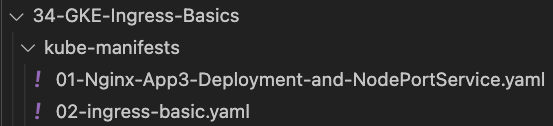 34-GKE-Ingress-Basics
kube-manifests
! 01-Nginx-App3-Deployment-and-NodePortService.yaml
! 02-ingress-basic.yaml